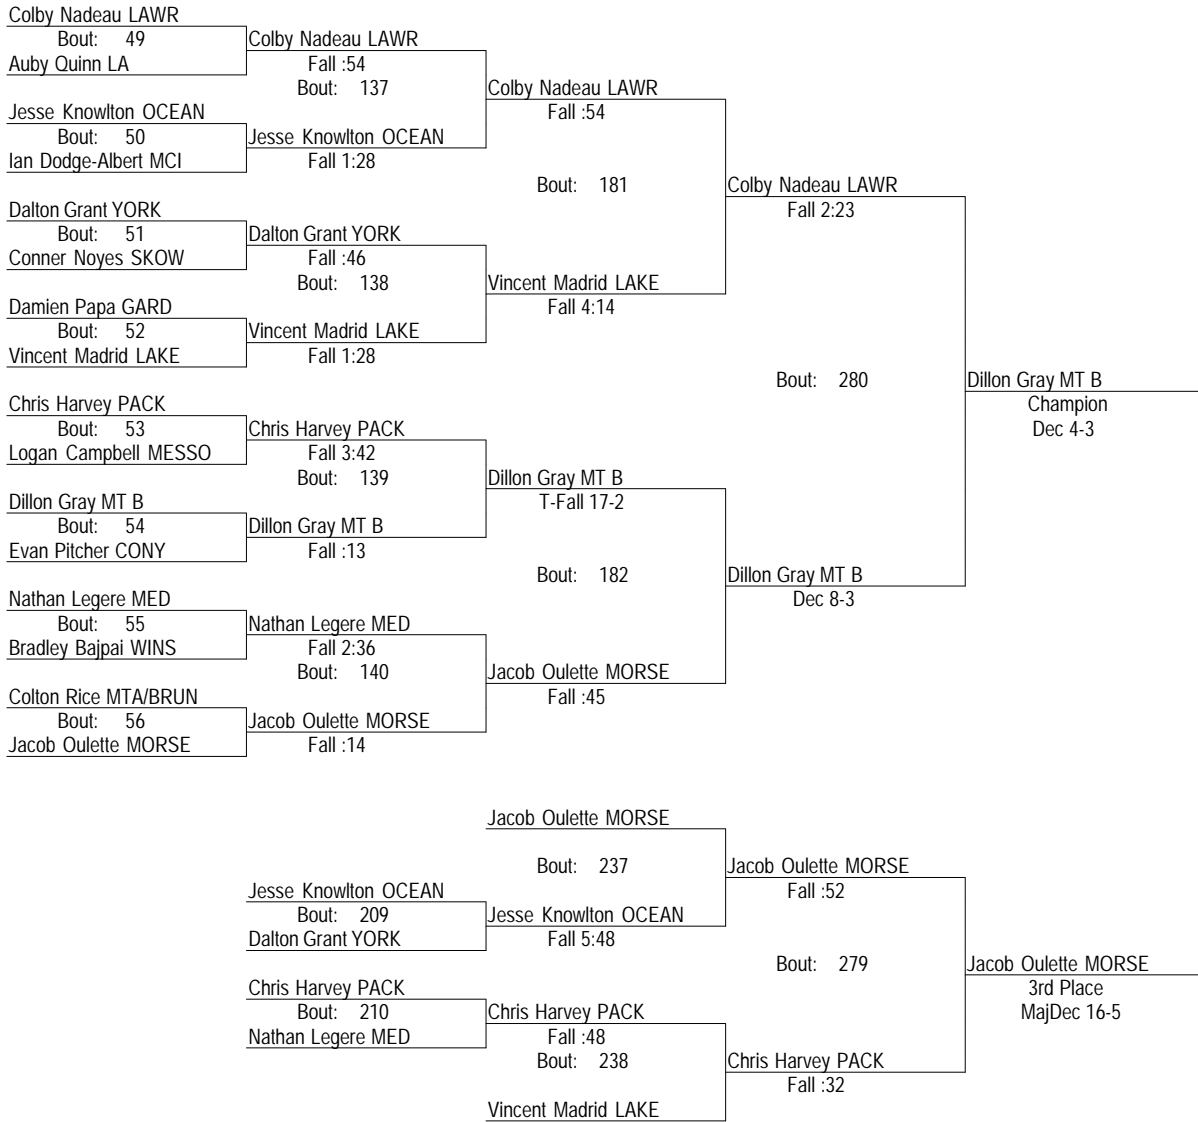 Colby Nadeau LAWR
Bout: 49
Colby Nadeau LAWR
Auby Quinn LA
Fall :54
Bout: 137
Colby Nadeau LAWR
Jesse Knowlton OCEAN
Fall :54
Bout: 50
Jesse Knowlton OCEAN
Ian Dodge-Albert MCI
Fall 1:28
Bout: 181
Colby Nadeau LAWR
Dalton Grant YORK
Fall 2:23
Bout: 51
Dalton Grant YORK
Conner Noyes SKOW
Fall :46
Bout: 138
Vincent Madrid LAKE
Damien Papa GARD
Fall 4:14
Bout: 52
Vincent Madrid LAKE
Vincent Madrid LAKE
Fall 1:28
Bout: 280
Dillon Gray MT B
Chris Harvey PACK
Champion
Bout: 53
Chris Harvey PACK
Dec 4-3
Logan Campbell MESSO
Fall 3:42
Bout: 139
Dillon Gray MT B
Dillon Gray MT B
T-Fall 17-2
Bout: 54
Dillon Gray MT B
Evan Pitcher CONY
Fall :13
Bout: 182
Dillon Gray MT B
Nathan Legere MED
Dec 8-3
Bout: 55
Nathan Legere MED
Bradley Bajpai WINS
Fall 2:36
Bout: 140
Jacob Oulette MORSE
Colton Rice MTA/BRUN
Fall :45
Bout: 56
Jacob Oulette MORSE
Jacob Oulette MORSE
Fall :14
Jacob Oulette MORSE
Bout: 237
Jacob Oulette MORSE
Jesse Knowlton OCEAN
Fall :52
Bout: 209
Jesse Knowlton OCEAN
Dalton Grant YORK
Fall 5:48
Bout: 279
Jacob Oulette MORSE
Chris Harvey PACK
3rd Place
Bout: 210
Chris Harvey PACK
MajDec 16-5
Nathan Legere MED
Fall :48
Bout: 238
Chris Harvey PACK
Fall :32
Vincent Madrid LAKE